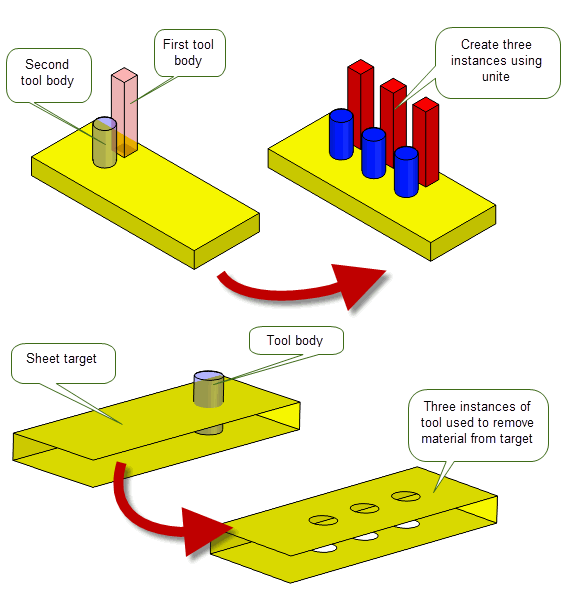 First tool
body
Second
tool body
Create three
instances using
unite
Tool body
Sheet target
Three instances of
tool used to remove
material from target